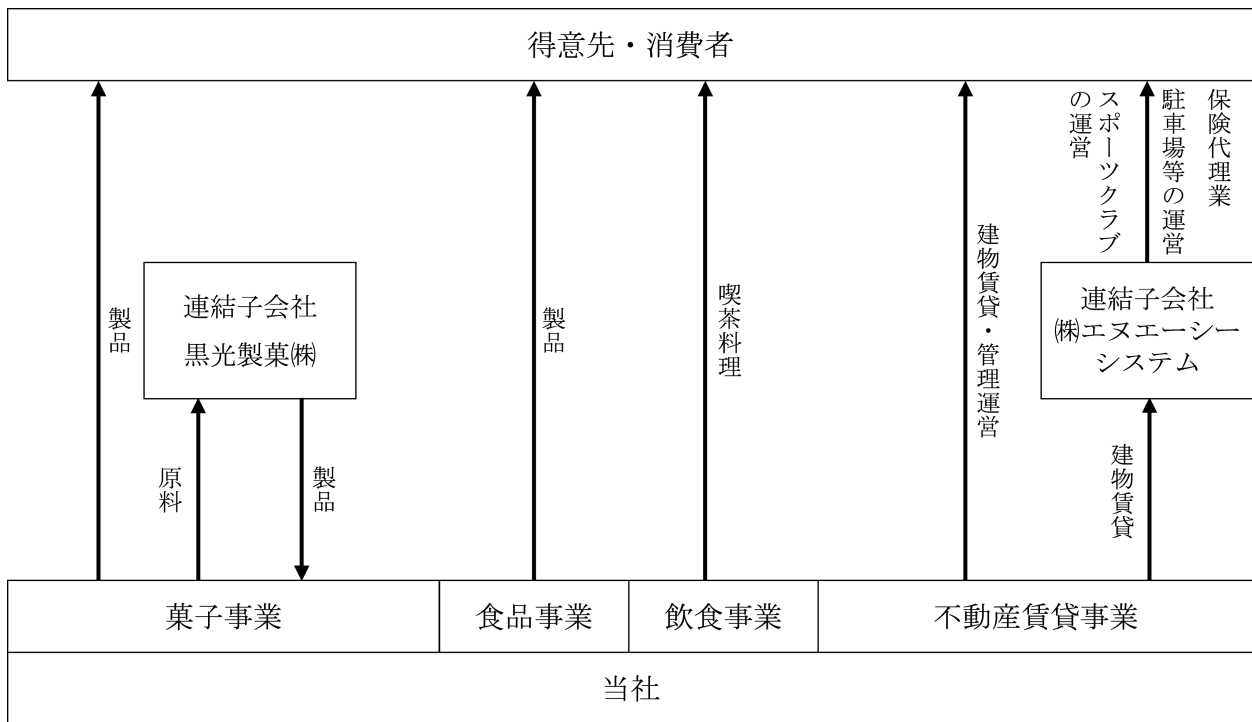 得意先・消費者
保険代理業
駐車場等の運営
スポーツクラブ
の運営
製品
連結子会社
黒光製菓㈱
原料
製品
製品
喫茶料理
建物賃貸・管理運営
連結子会社
㈱エヌエーシー
システム
建物賃貸
菓子事業
食品事業
飲食事業
不動産賃貸事業
当社